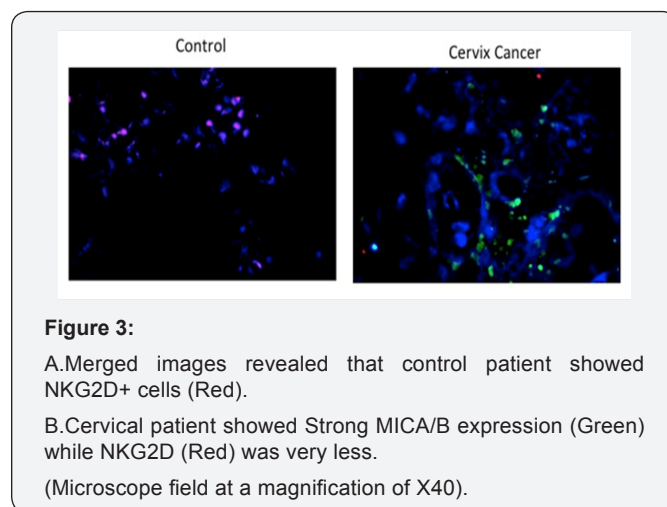 Control
Cervix Cancer
Figure 3:
A.Merged images revealed that control patient showed
NKG2D+ cells (Red).
B.Cervical patient showed Strong MICA/B expression (Green)
while NKG2D (Red) was very less.
(Microscope field at a magnification of X40).